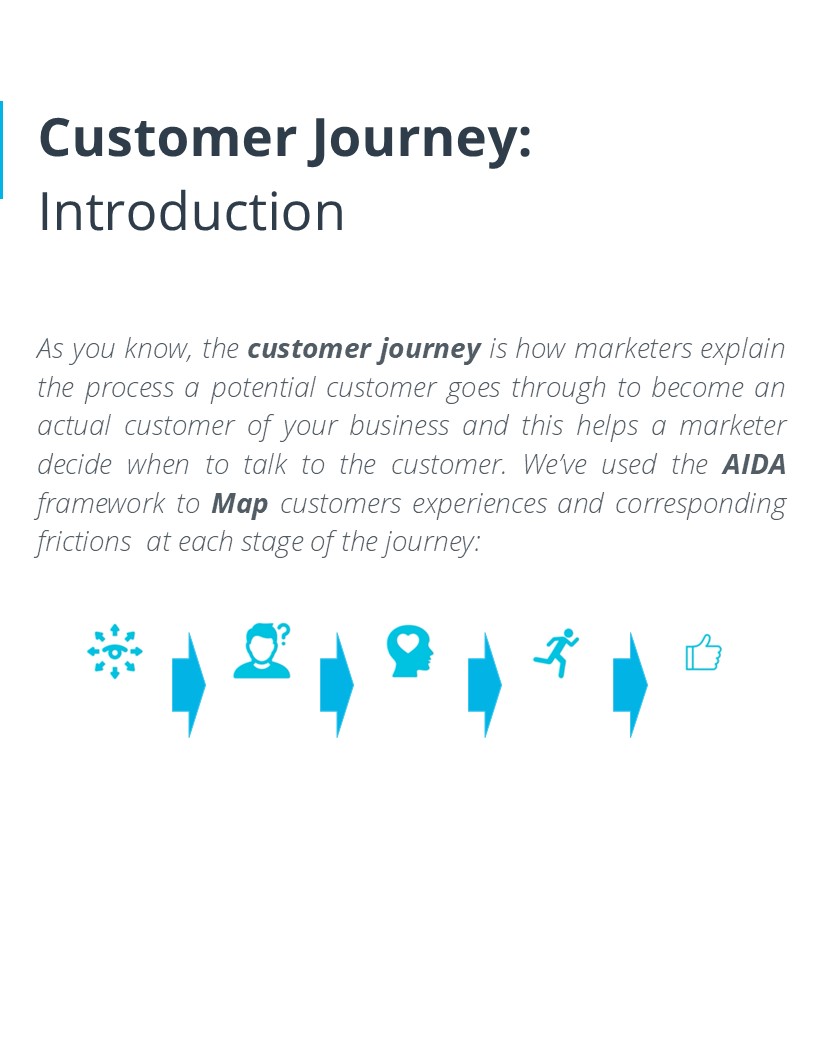 Customer Journey:
Introduction
As you know, the customer journey is how marketers explain
the process a potential customer goes through to become an
actual customer of your business and this helps a marketer
decide when to talk to the customer. We’ve used the AIDA
framework to Map customers experiences and corresponding
frictions at each stage of the journey: